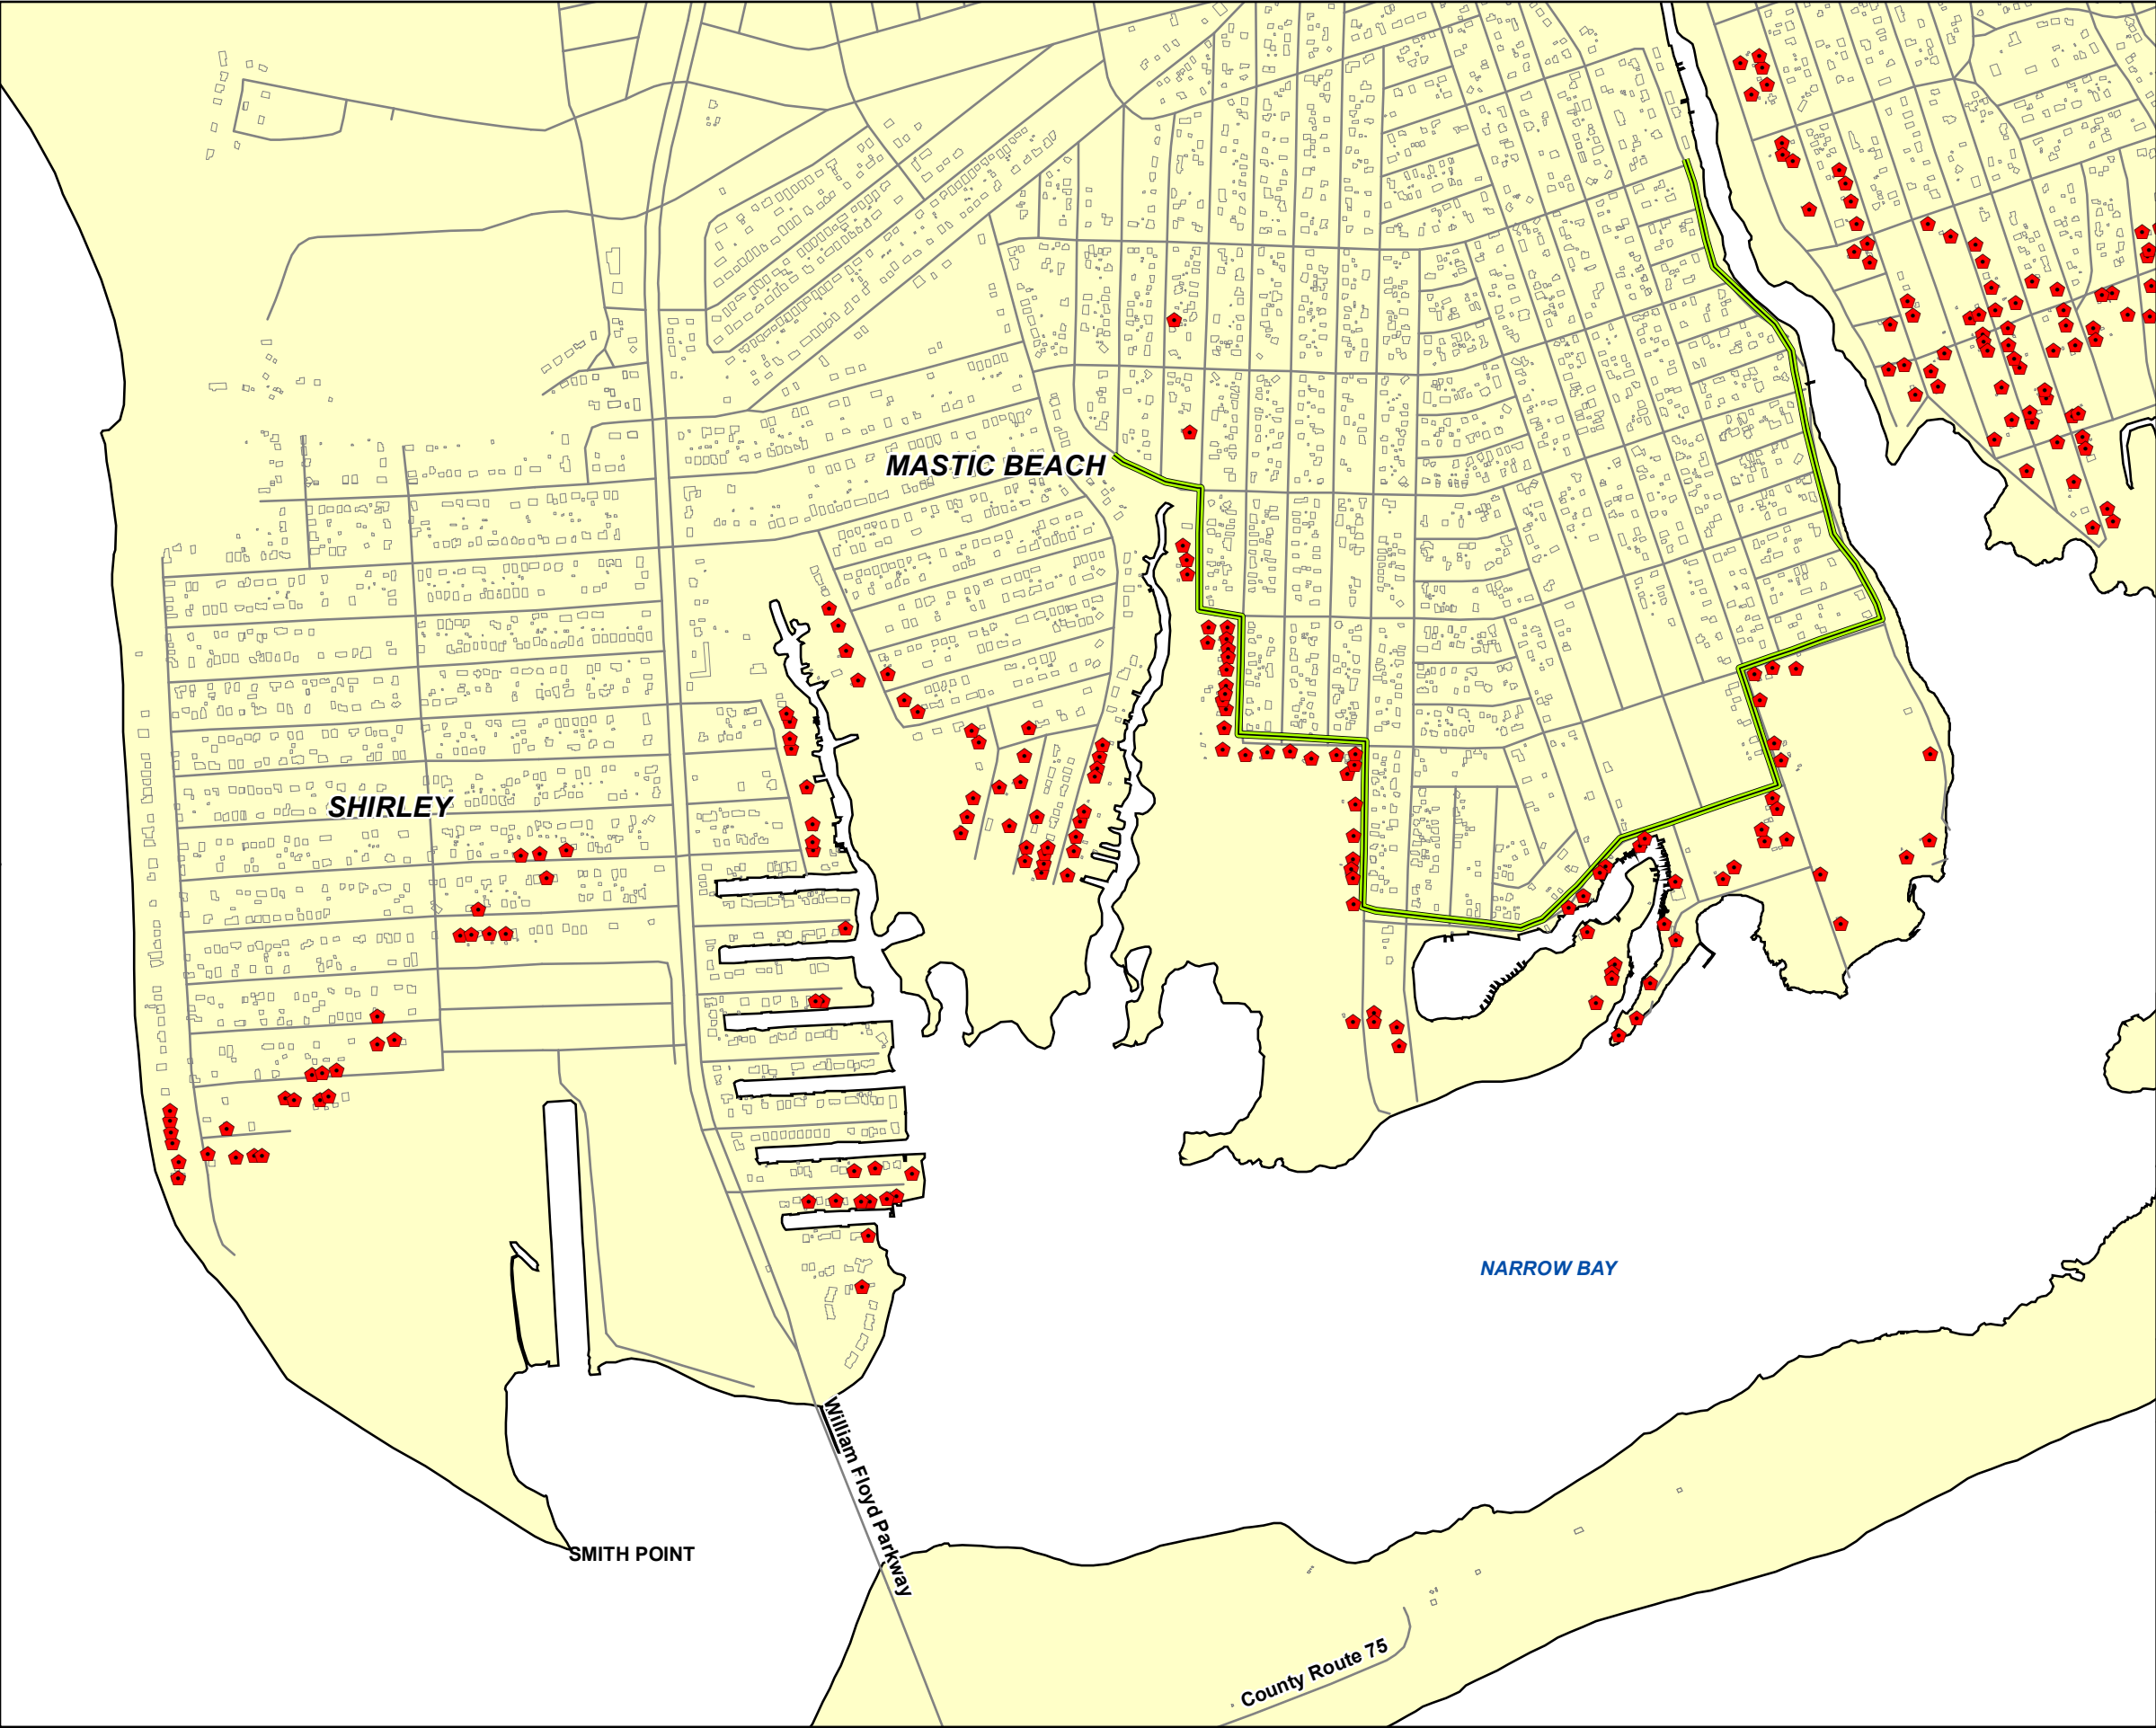 MASTIC BEACH
SHIRLEY
NARROW BAY
William Floyd Parkway
SMITH POINT
County Route 75